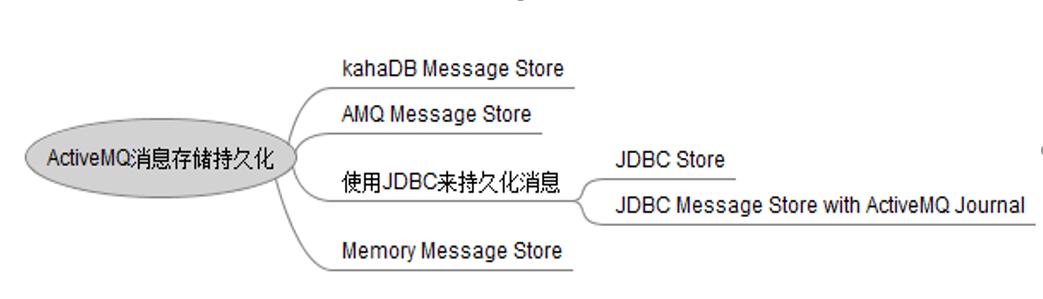 kahaDB Message Store
AMQ Message Store
ActiveMQ消息存储持久化
使用JDBC来持久化消息
JDBC Store
JDBC Message Store with ActiveMQ Journal
Memory Message Store